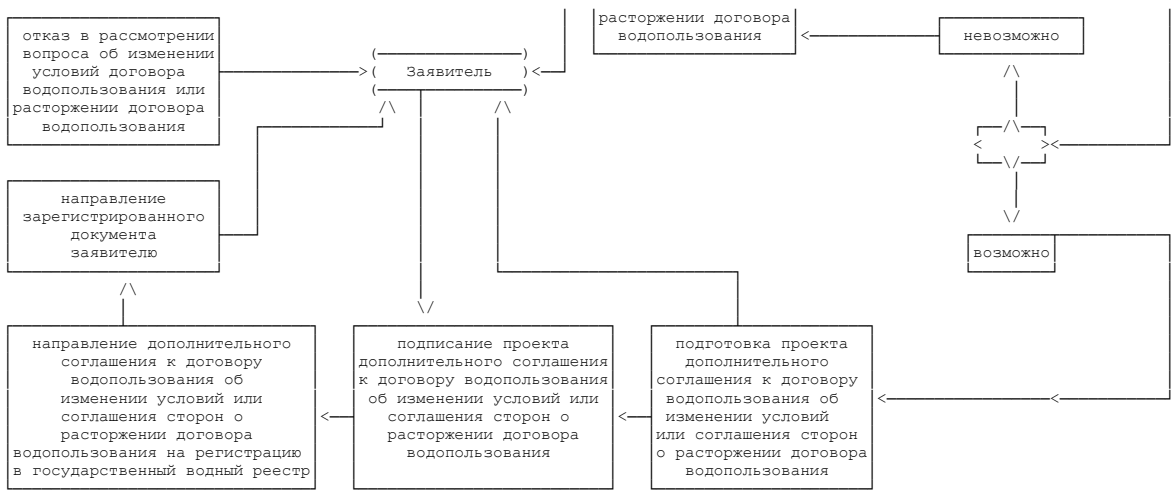 отказ в рассмотрении
вопроса об изменении
условий договора
водопользования или
расторжении договора
водопользования
Заявитель
расторжении договора
водопользования
невозможно
направление
зарегистрированного
документа
заявителю
возможно
направление дополнительного
соглашения к договору
водопользования об
изменении условий или
соглашения сторон о
расторжении договора
водопользования на регистрацию
в государственный водный реестр
подписание проекта
дополнительного соглашения
к договору водопользования
об изменении условий или
соглашения сторон о
расторжении договора
водопользования
подготовка проекта
дополнительного
соглашения к договору
водопользования об
изменении условий
или соглашения сторон
о расторжении договора
водопользования